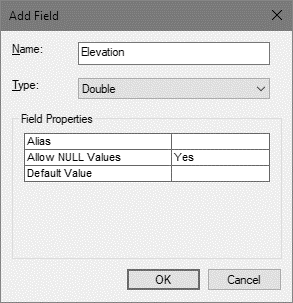 Add Field
Name: Elevation
Type: Double
Field Properties
Alias
Allow NULL Values Yes
Default Value
OK Cancel